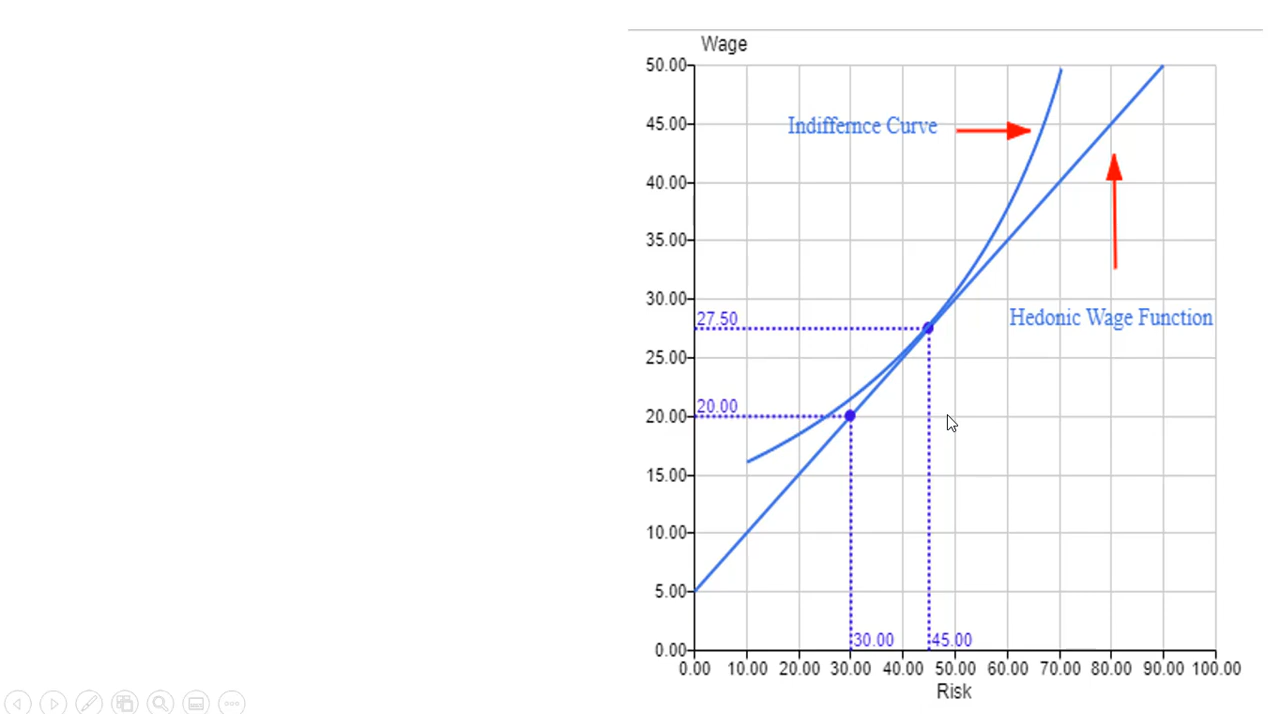 Wage
50.00
Indiffernce Curve
45.00
40.00
35.00
30.00
27.50
Hedonic Wage Function
25.00
20.00
20.00
15.00
10.00
5.00
30.00 45.00
0.00
0.00 10.00 20.00 30.00 40.00 50.00 60.00 70.00 80.00 90.00 100.00
Risk